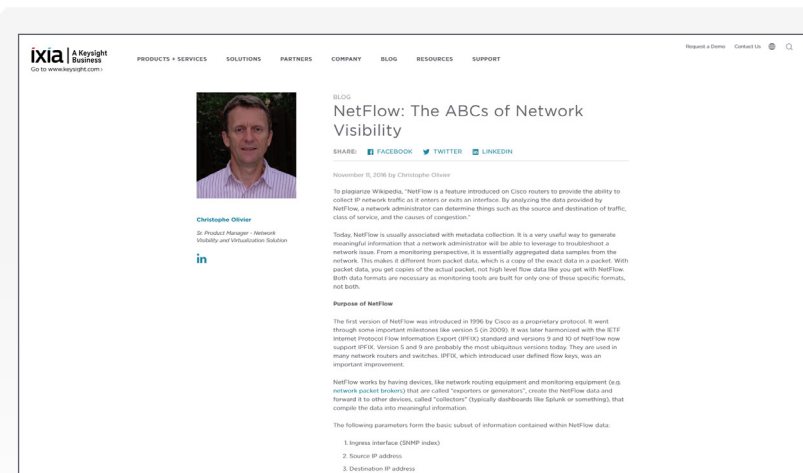 ixia
A Keysight
Business
Go to www.keysight.com>
PRODUCTS + SERVICES SOLUTIONS PARTNERS COMPANY BLOG RESOURCES SUPPORT
Request a Demo Contact Us
BLOG
NetFlow: The ABCs of Network
Visibility
SHARE: FACEBOOK TWITTER LINKEDIN
November 11, 2016 by Christophe Olivier
Christophe Olivier
Sr. Product Manager - Network
Visibility and Virtualization Solution
in
To plagiarize Wikipedia, "NetFlow is a feature introduced on Cisco routers to provide the ability to
collect IP network traffic as it enters or exits an interface. By analyzing the data provided by
NetFlow, a network administrator can determine things such as the source and destination of traffic,
class of service, and the causes of congestion."
Today, NetFlow is usually associated with metadata collection. It is a very useful way to generate
meaningful information that a network administrator will be able to leverage to troubleshoot a
network issue. From a monitoring perspective, it is essentially aggregated data samples from the
network. This makes it different from packet data, which is a copy of the exact data in a packet. With
packet data, you get copies of the actual packet, not high level flow data like you get with NetFlow.
Both data formats are necessary as monitoring tools are built for only one of these specific formats,
not both.
Purpose of NetFlow
The first version of NetFlow was introduced in 1996 by Cisco as a proprietary protocol. It went
through some important milestones like version 5 (in 2009). It was later harmonized with the IETF
Internet Protocol Flow Information Export (IPFIX) standard and versions 9 and 10 of NetFlow now
support IPFIX. Version 5 and 9 are probably the most ubiquitous versions today. They are used in
many network routers and switches. IPFIX, which introduced user defined flow keys, was an
important improvement.
NetFlow works by having devices, like network routing equipment and monitoring equipment (e.g.
network packet brokers) that are called "exporters or generators", create the NetFlow data and
forward it to other devices, called "collectors" (typically dashboards like Splunk or something), that
compile the data into meaningful information.
The following parameters form the basic subset of information contained within NetFlow data:
1. Ingress interface (SNMP index)
2. Source IP address
3. Destination IP address